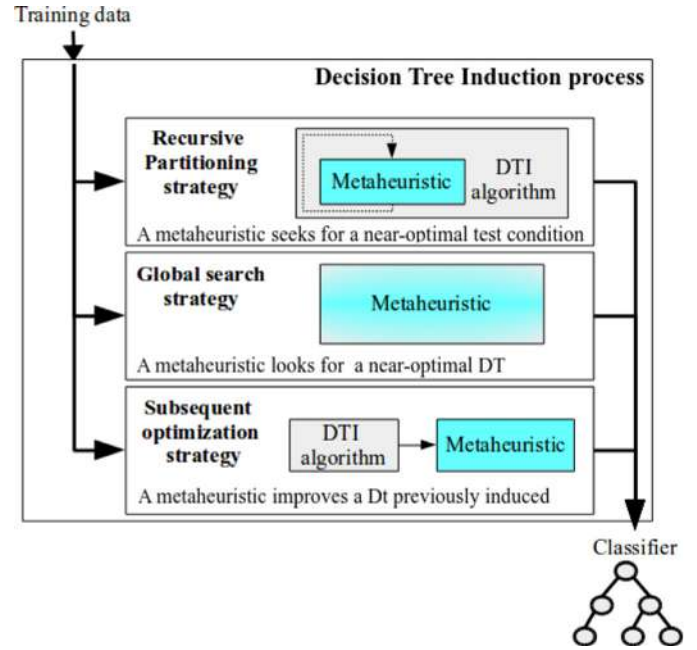 Training data
Decision Tree Induction process
Recursive
Partitioning
strategy
Metaheuristic
DTI
algorithm
A metaheuristic seeks for a near-optimal test condition
Global search
strategy
Metaheuristic
A metaheuristic looks for a near-optimal DT
Subsequent
optimization
strategy
DTI
algorithm
Metaheuristic
A metaheuristic improves a Dt previously induced
Classifier